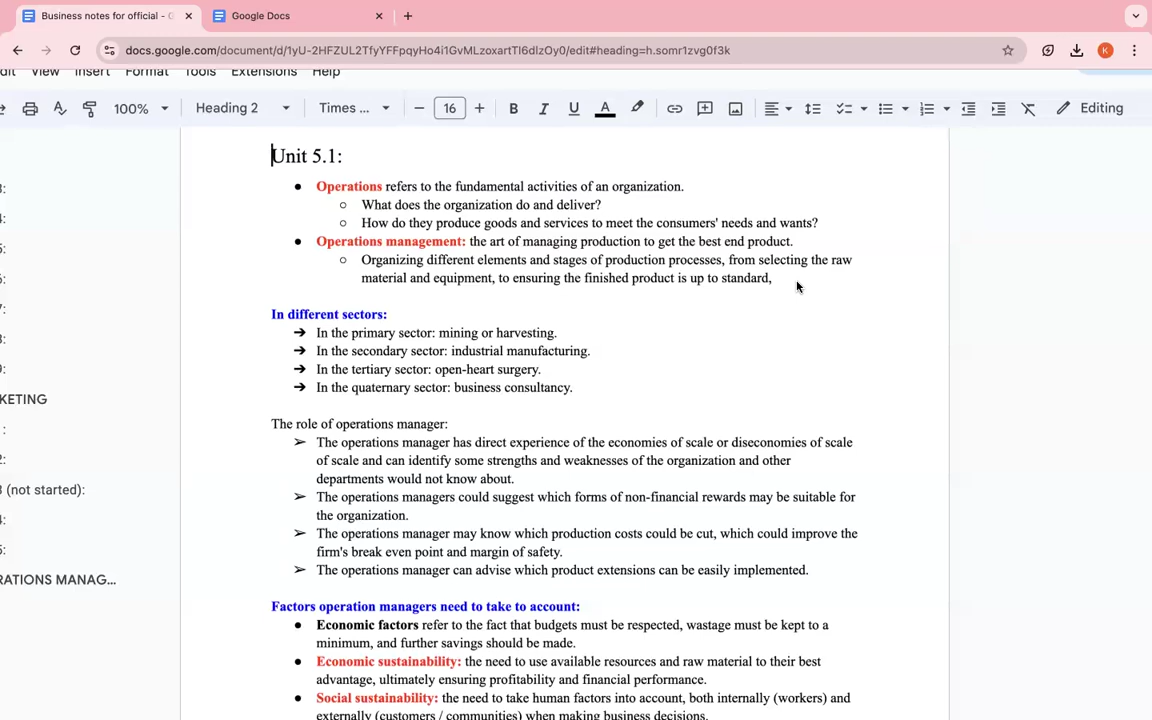 Business notes for official - G
Google Docs
docs.google.com/document/d/1yU-2HFZUL2TfyYFFpqyHo4i1GvMLzoxartTI6dIzOy0/edit#heading=h.somr1zvg0f3k
K
dit View Insert Format Tools Extensions Help
100% Heading 2 Times ... 16 B I U A Editing
Unit 5.1:
Operations refers to the fundamental activities of an organization.
What does the organization do and deliver?
How do they produce goods and services to meet the consumers' needs and wants?
Operations management: the art of managing production to get the best end product.
Organizing different elements and stages of production processes, from selecting the raw
material and equipment, to ensuring the finished product is up to standard,
In different sectors:
In the primary sector: mining or harvesting.
In the secondary sector: industrial manufacturing.
In the tertiary sector: open-heart surgery.
In the quaternary sector: business consultancy.
The role of operations manager:
The operations manager has direct experience of the economies of scale or diseconomies of scale
of scale and can identify some strengths and weaknesses of the organization and other
departments would not know about.
The operations managers could suggest which forms of non-financial rewards may be suitable for
the organization.
The operations manager may know which production costs could be cut, which could improve the
firm's break even point and margin of safety.
The operations manager can advise which product extensions can be easily implemented.
Factors operation managers need to take to account:
Economic factors refer to the fact that budgets must be respected, wastage must be kept to a
minimum, and further savings should be made.
Economic sustainability: the need to use available resources and raw material to their best
advantage, ultimately ensuring profitability and financial performance.
Social sustainability: the need to take human factors into account, both internally (workers) and
externally (customers / communities) when making business decisions.
3:
4:
5:
6:
7:
8:
9:
KETING
:
2:
3 (not started):
4:
5:
RATIONS MANAG...